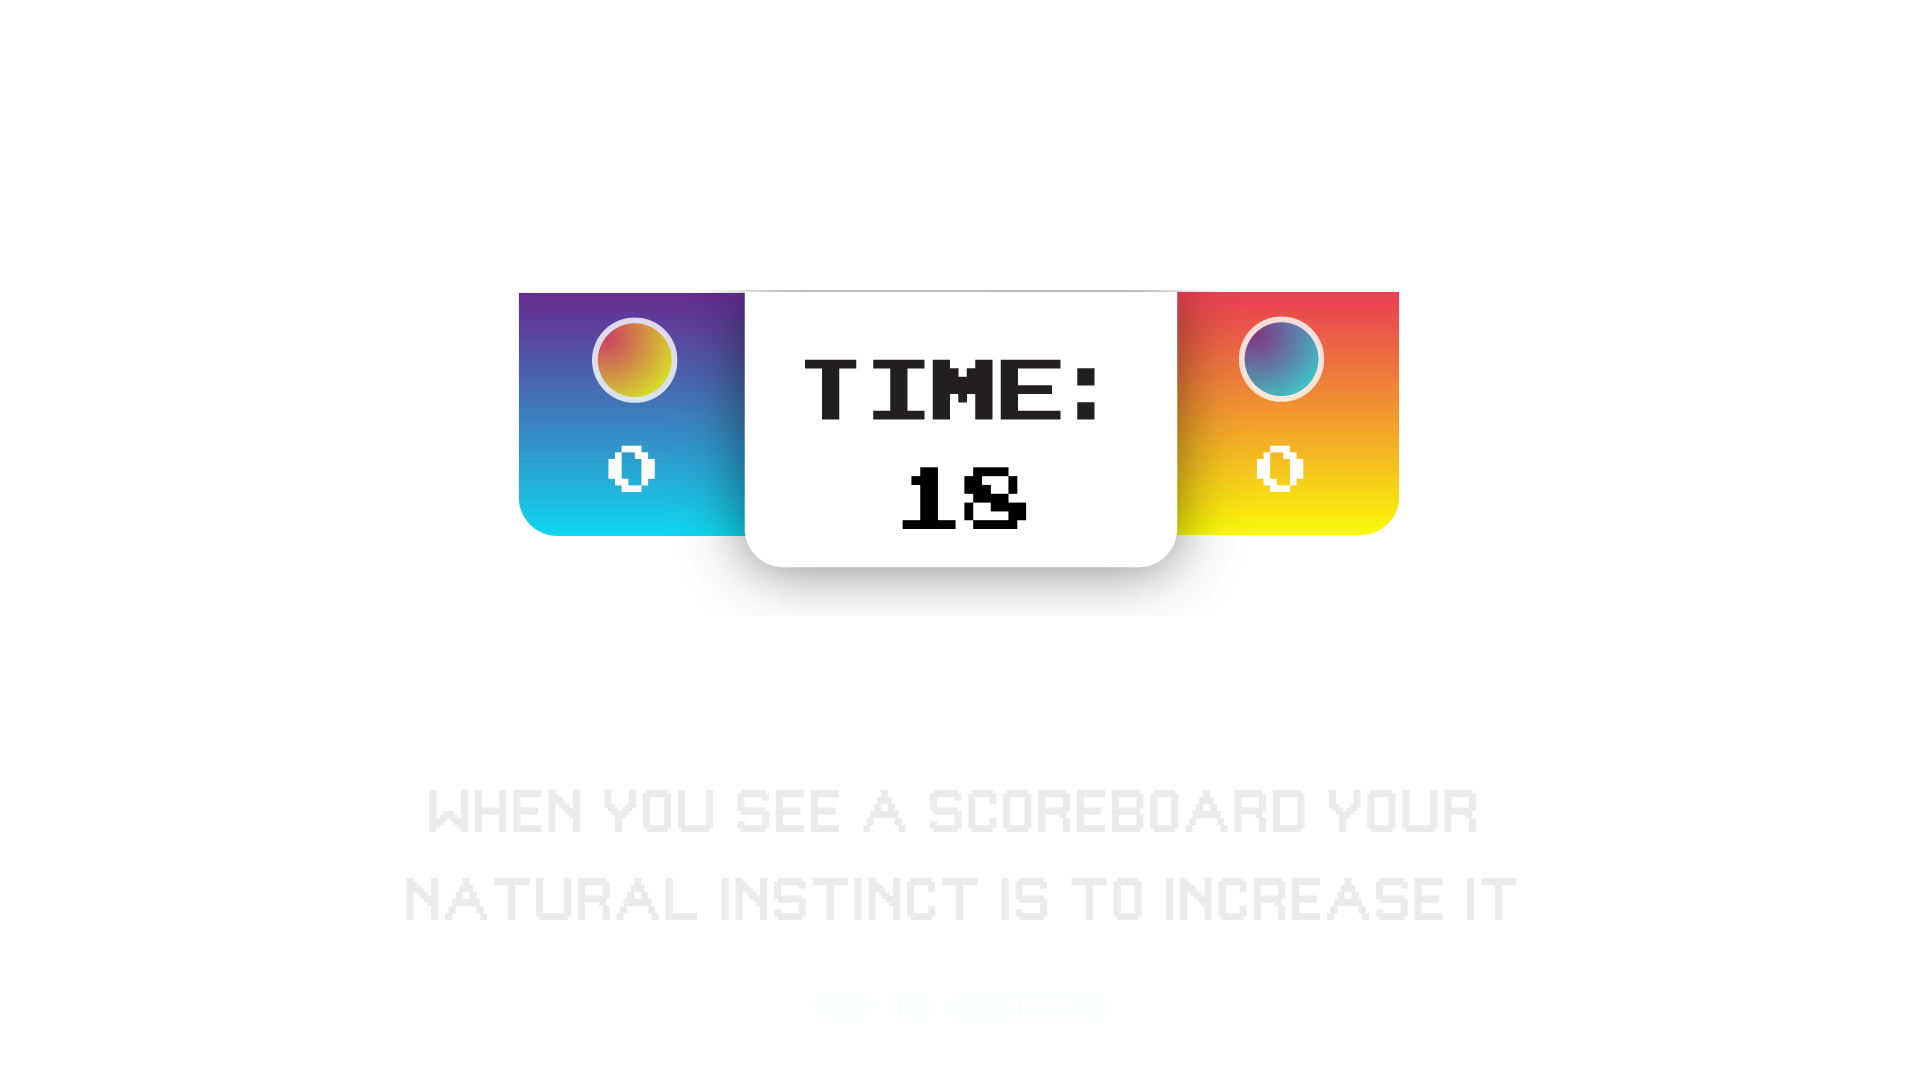 TIME:
0 18 0
WHEN YOU SEE A SCOREBOARD YOUR
NATURAL INSTINCT IS TO INCREASE IT